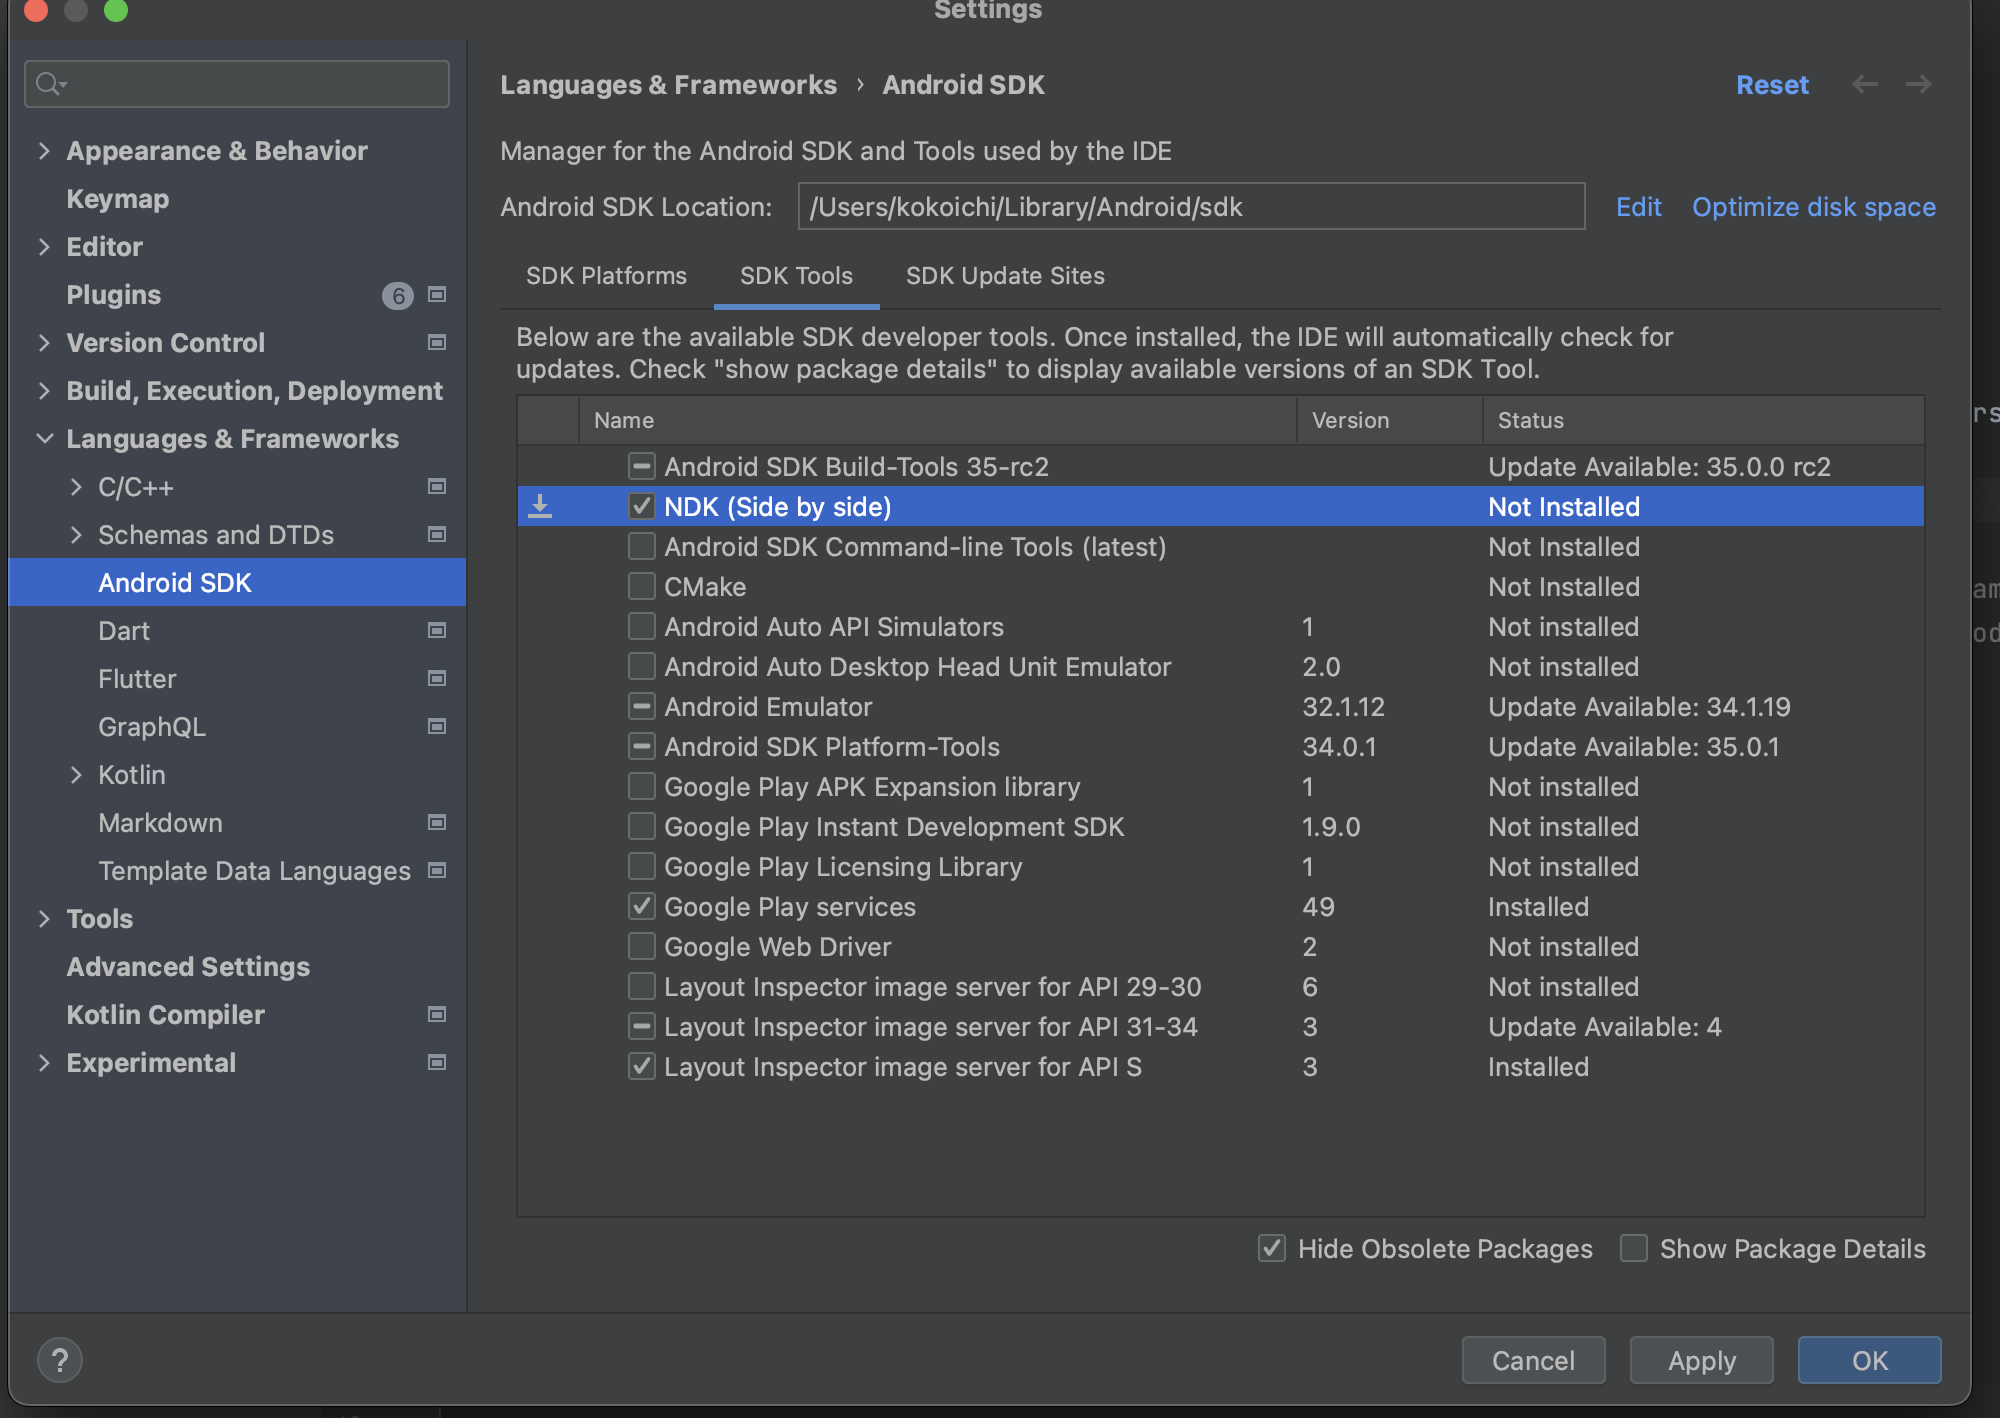 Settings
Appearance & Behavior
Keymap
Editor
Plugins 6
Version Control
Build, Execution, Deployment
Languages & Frameworks
C/C++
Schemas and DTDs
Android SDK
Dart
Flutter
GraphQL
Kotlin
Markdown
Template Data Languages
Tools
Advanced Settings
Kotlin Compiler
Experimental
Languages & Frameworks › Android SDK
Reset
Manager for the Android SDK and Tools used by the IDE
Android SDK Location: /Users/kokoichi/Library/Android/sdk Edit Optimize disk space
SDK Platforms SDK Tools SDK Update Sites
Below are the available SDK developer tools. Once installed, the IDE will automatically check for
updates. Check "show package details" to display available versions of an SDK Tool.
Name Version Status
Android SDK Build-Tools 35-rc2 Update Available: 35.0.0 rc2
NDK (Side by side) Not Installed
Android SDK Command-line Tools (latest) Not Installed
CMake Not Installed
Android Auto API Simulators 1 Not installed
Android Auto Desktop Head Unit Emulator 2.0 Not installed
Android Emulator 32.1.12 Update Available: 34.1.19
Android SDK Platform-Tools 34.0.1 Update Available: 35.0.1
Google Play APK Expansion library 1 Not installed
Google Play Instant Development SDK 1.9.0 Not installed
Google Play Licensing Library 1 Not installed
Google Play services 49 Installed
Google Web Driver 2 Not installed
Layout Inspector image server for API 29-30 6 Not installed
Layout Inspector image server for API 31-34 3 Update Available: 4
Layout Inspector image server for API S 3 Installed
Hide Obsolete Packages Show Package Details
? Cancel Apply OK